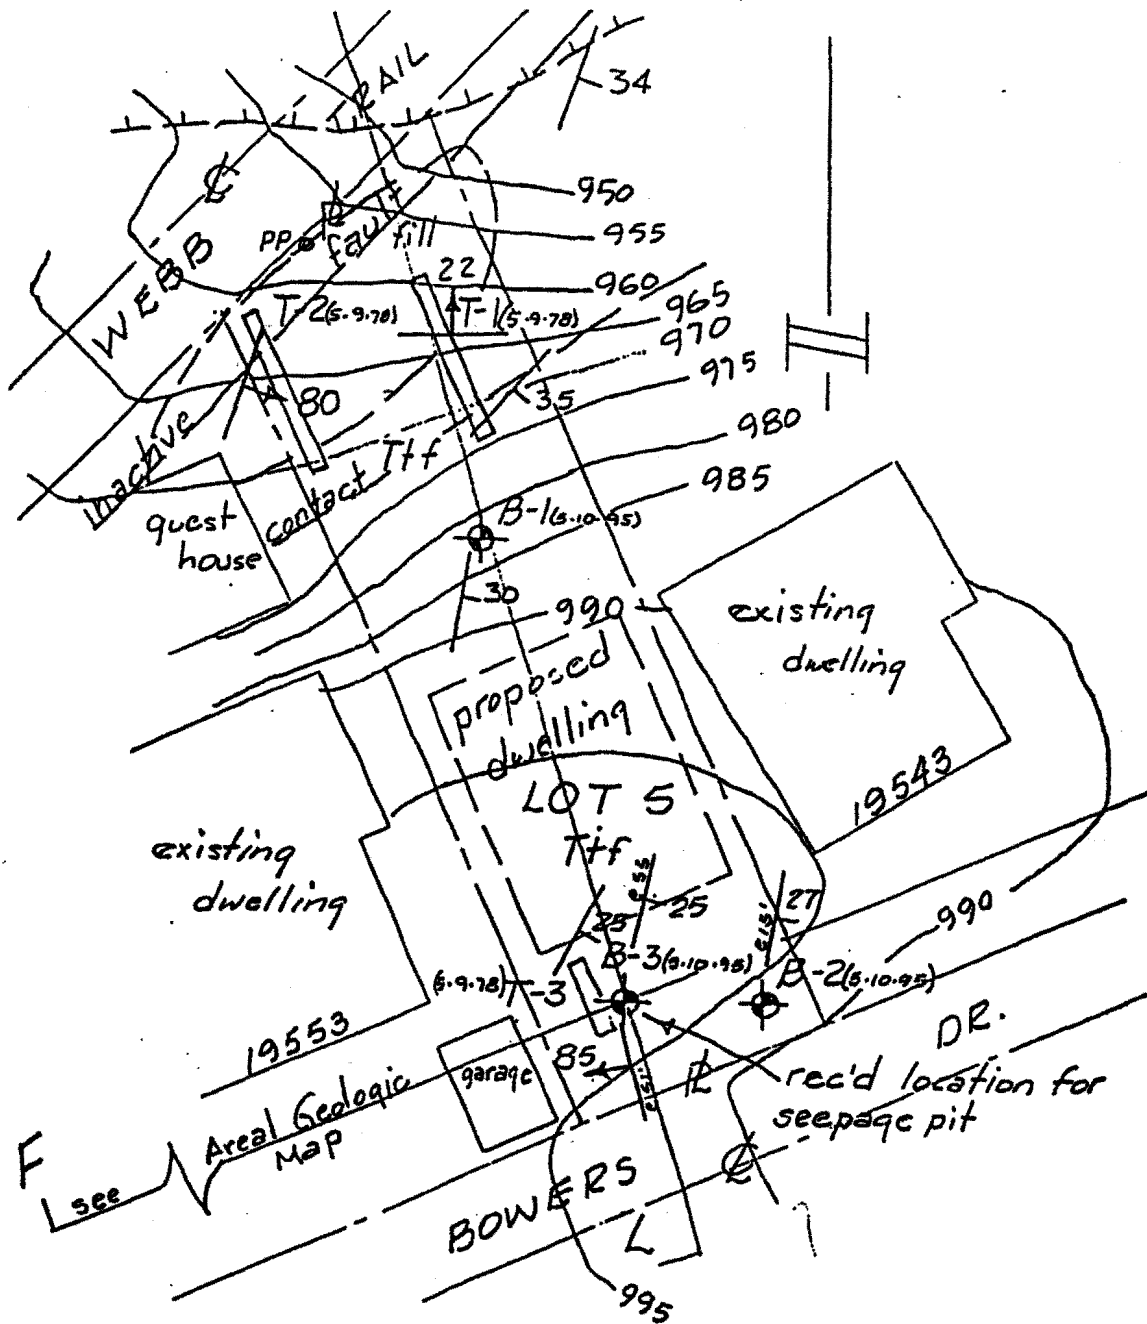 TRAIL
34
℄
950
PP
fault
fill
955
WEBB
22
960
T-2(5.9.78)
T-1(5.9.78)
965
970
975
80
35
980
inactive
contact
Ttf
985
guest
house
B-1(5.10.95)
30
990
existing
dwelling
proposed
dwelling
LOT 5
19543
Ttf
existing
dwelling
@55
25
25
@15'
27
990
B-3(5.10.95)
B-2(5.10.95)
(5.9.78)T-3
19553
DR.
85
garage
@15'
PL
rec'd location for
seepage pit
Areal Geologic
Map
F
see
℄
BOWERS
L
995